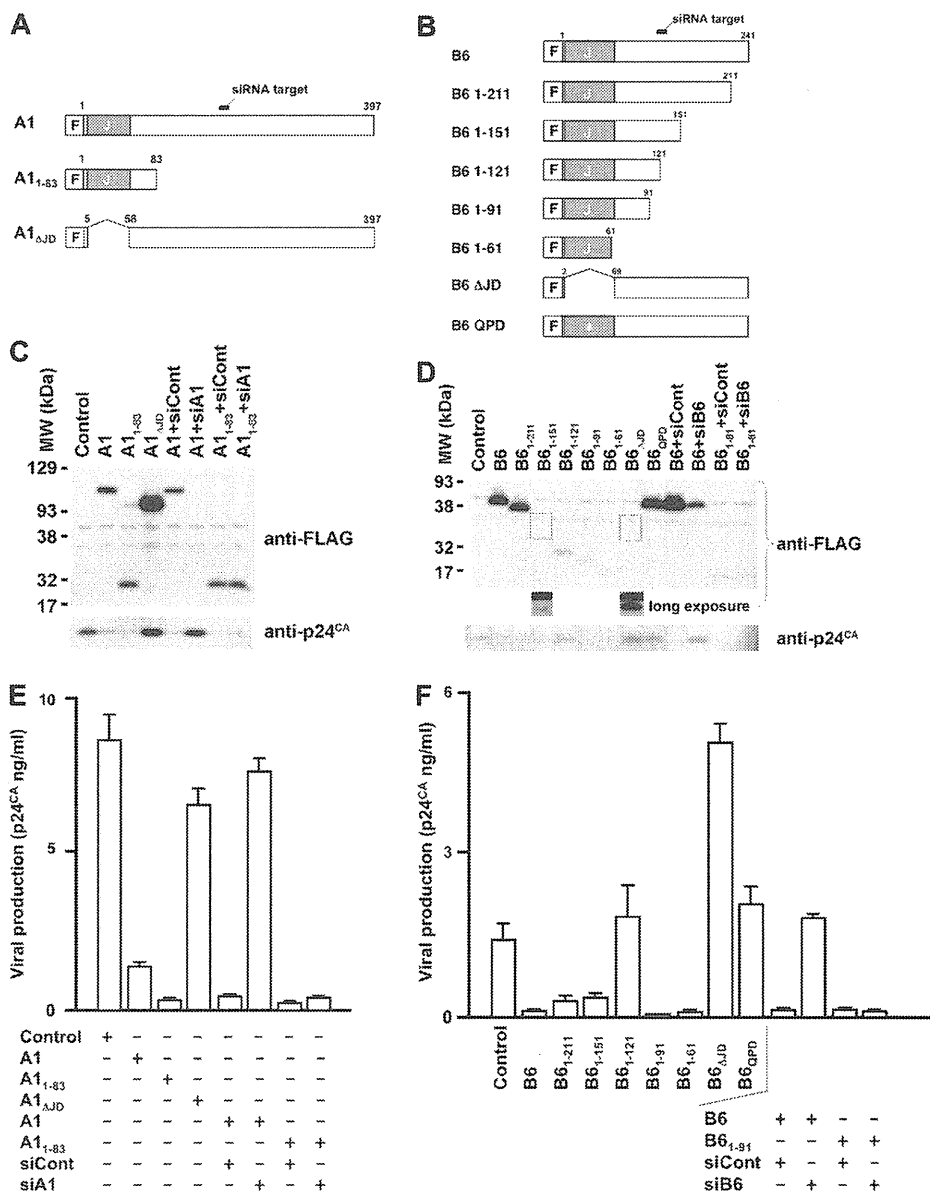 A
siRNA target
1
397
A1
F
J
1
83
A1₁₋₈₃
F
J
5
58
397
A1ΔJD
F
B
siRNA target
1
241
B6
F
J
211
B6 1-211
F
J
151
B6 1-151
F
J
121
B6 1-121
F
J
91
B6 1-91
F
J
61
B6 1-61
F
J
2
69
B6 ΔJD
F
B6 QPD
F
C
MW (kDa)
Control
A1
A1₁₋₈₃
A1ΔJD
A1+siCont
A1+siA1
A1₁₋₈₃+siCont
A1₁₋₈₃+siA1
129
93
38
32
17
anti-FLAG
anti-p24ᶜᴬ
D
MW (kDa)
Control
B6
B6₁₋₂₁₁
B6₁₋₁₅₁
B6₁₋₁₂₁
B6₁₋₉₁
B6₁₋₆₁
B6ΔJD
B6QPD
B6+siCont
B6+siB6
B6₁₋₉₁+siCont
B6₁₋₉₁+siB6
93
38
32
17
anti-FLAG
long exposure
anti-p24ᶜᴬ
E
Viral production (p24ᶜᴬ ng/ml)
10
5
0
Control + – – – – – – –
A1 – + – – – – – –
A1₁₋₈₃ – – + – – – – –
A1ΔJD – – – + – – – –
A1 – – – – + + – –
A1₁₋₈₃ – – – – – – + +
siCont – – – – + – + –
siA1 – – – – – + – +
F
Viral production (p24ᶜᴬ ng/ml)
6
3
0
Control
B6
B6₁₋₂₁₁
B6₁₋₁₅₁
B6₁₋₁₂₁
B6₁₋₉₁
B6₁₋₆₁
B6ΔJD
B6QPD
B6 + + – –
B6₁₋₉₁ – – + +
siCont + – + –
siB6 – + – +